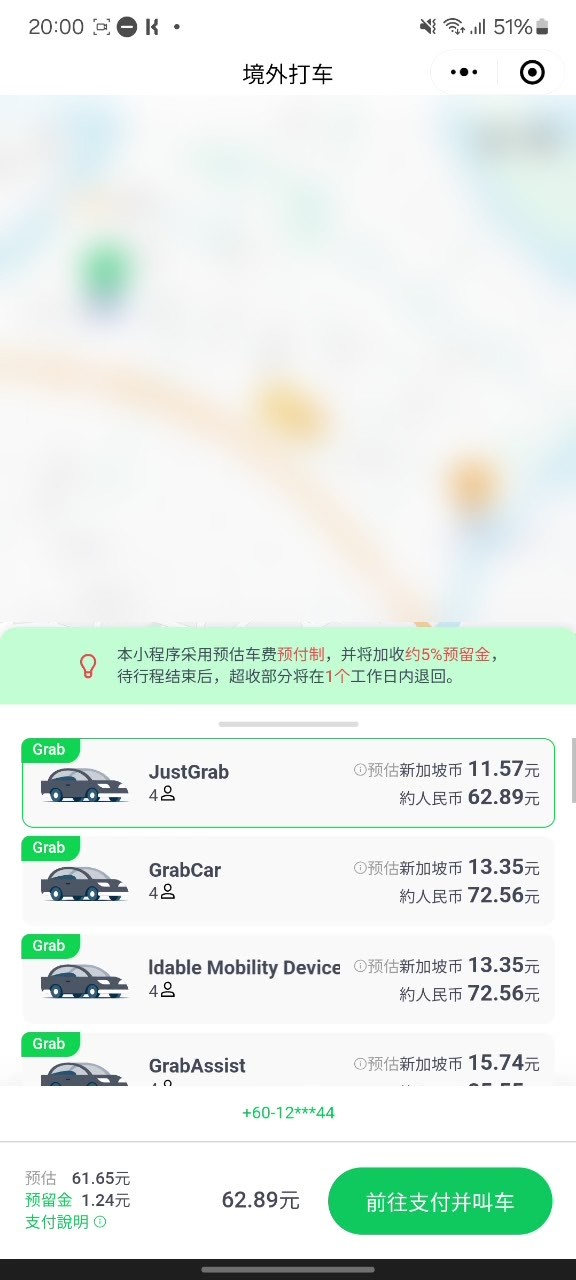 20:00
51%
境外打车
本小程序采用预估车费预付制，并将加收约5%预留金，
待行程结束后，超收部分将在1个工作日内退回。
Grab
JustGrab
预估新加坡币 11.57元
4
約人民币 62.89元
Grab
GrabCar
预估新加坡币 13.35元
4
約人民币 72.56元
Grab
ldable Mobility Device
预估新加坡币 13.35元
4
約人民币 72.56元
Grab
GrabAssist
预估新加坡币 15.74元
+60-12***44
预估 61.65元
预留金 1.24元
支付說明
62.89元
前往支付并叫车